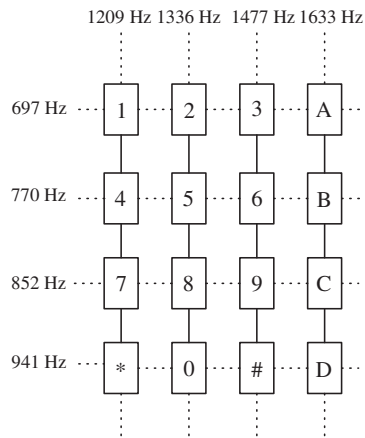 1209 Hz 1336 Hz 1477 Hz 1633 Hz
697 Hz 1 2 3 A
770 Hz 4 5 6 B
852 Hz 7 8 9 C
941 Hz * 0 # D